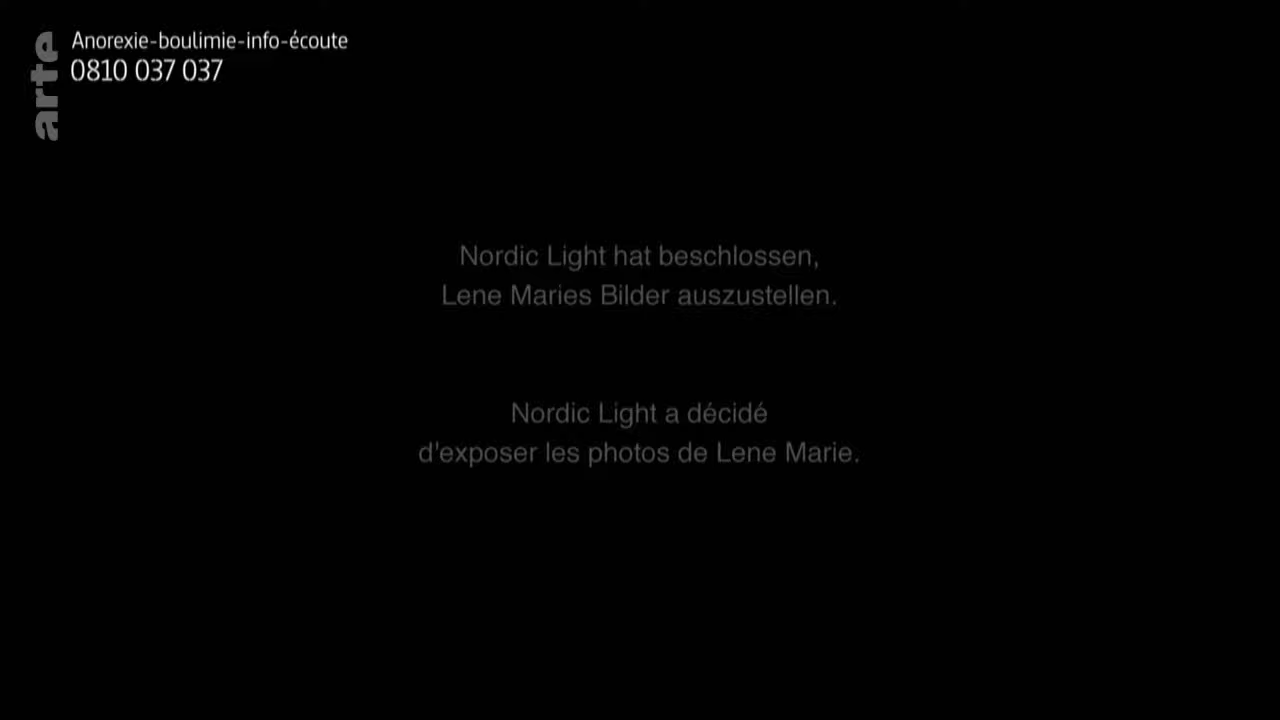 arte
Anorexie-boulimie-info-écoute
0810 037 037
Nordic Light hat beschlossen,
Lene Maries Bilder auszustellen.
Nordic Light a décidé
d'exposer les photos de Lene Marie.